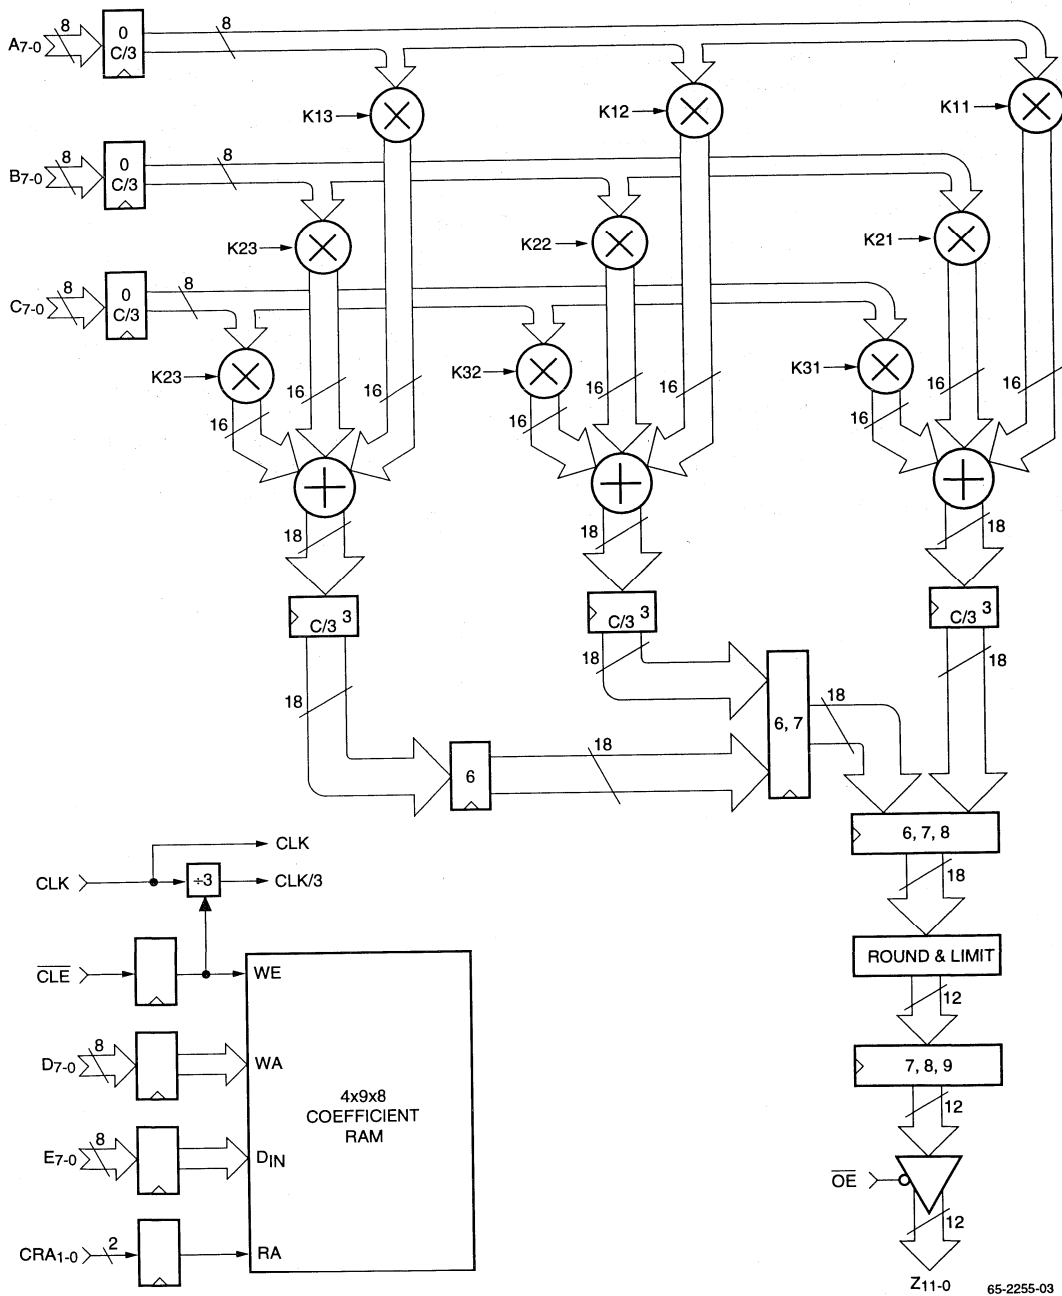 A7-0 8 0 C/3 8
K13 K12 K11
B7-0 8 0 C/3 8
K23 K22 K21
C7-0 8 0 C/3 8
K23 K32 K31
16 16 16 16 16 16 16 16 16
18 18 18
C/3 3 C/3 3 C/3 3
18 18 18
6 18 6, 7 18
6, 7, 8
18
ROUND & LIMIT
12
7, 8, 9
12
OE
12
Z11-0
CLK
CLK ÷3 CLK/3
CLE WE
D7-0 8 WA
4x9x8
COEFFICIENT
RAM
E7-0 8 DIN
CRA1-0 2 RA
65-2255-03